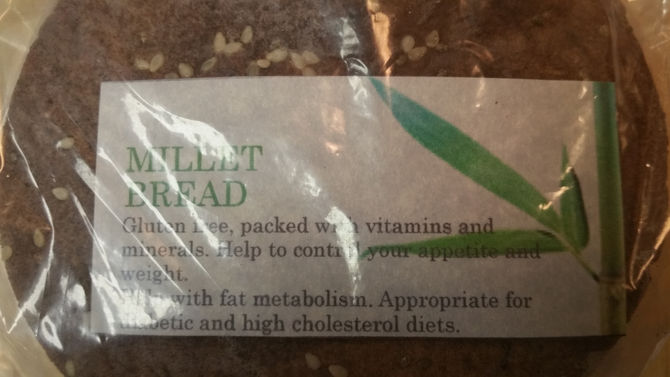 MILLET
BREAD
Gluten free, packed with vitamins and
minerals. Help to control your appetite and
weight.
with fat metabolism. Appropriate for
diabetic and high cholesterol diets.